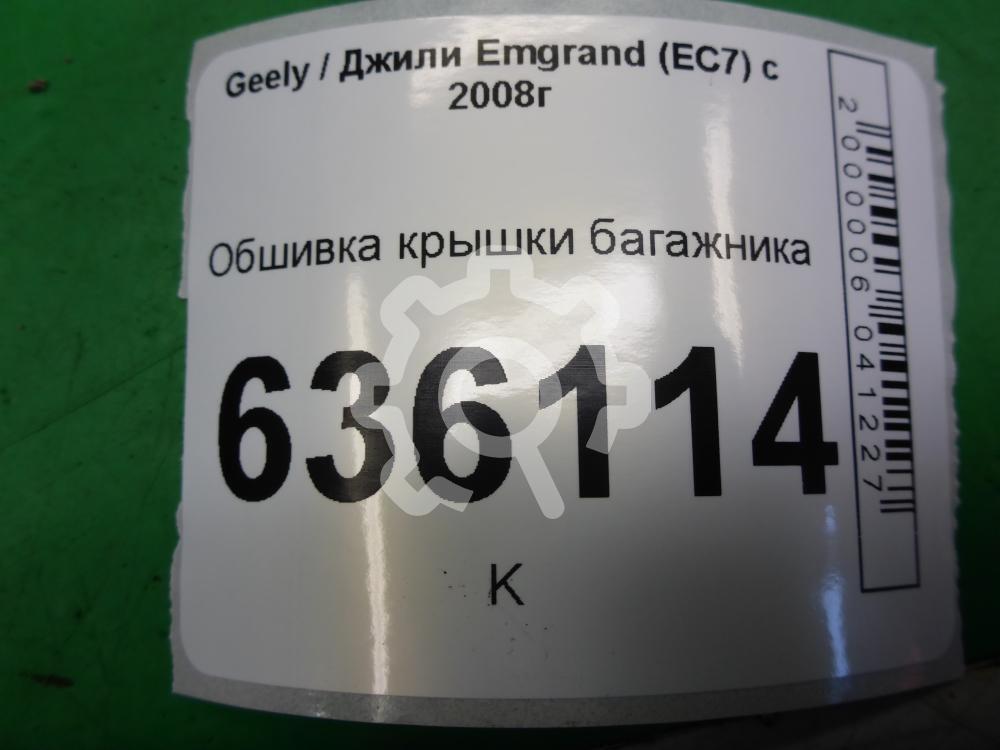 Geely / Джили Emgrand (EC7) с
2008г
Обшивка крышки багажника
636114
К
2000006041227